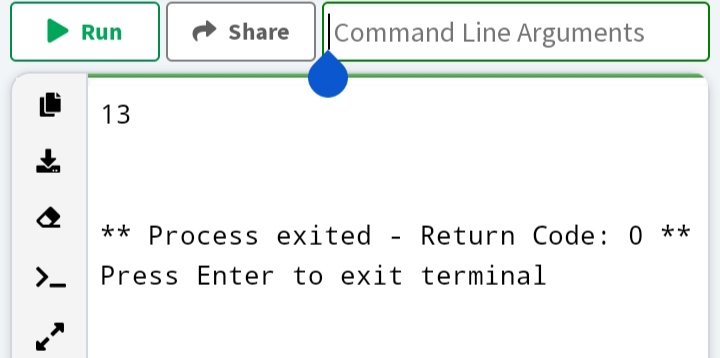 Run
Share
Command Line Arguments
13
** Process exited - Return Code: 0 **
Press Enter to exit terminal